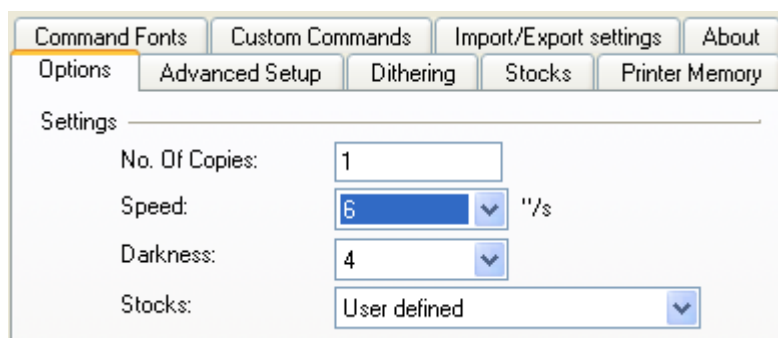 Command Fonts Custom Commands Import/Export settings About
Options Advanced Setup Dithering Stocks Printer Memory
Settings
No. Of Copies: 1
Speed: 6 "/s
Darkness: 4
Stocks: User defined